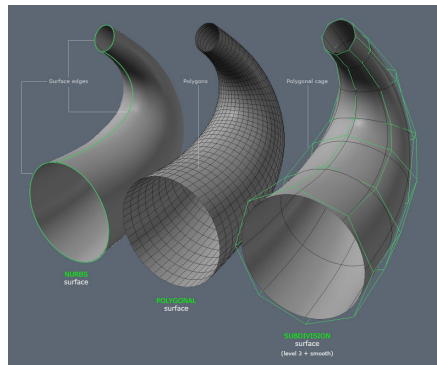 Surface edges
Polygons
Polygonal cage
NURBS
surface
POLYGONAL
surface
SUBDIVISION
surface
(level 3 + smooth)